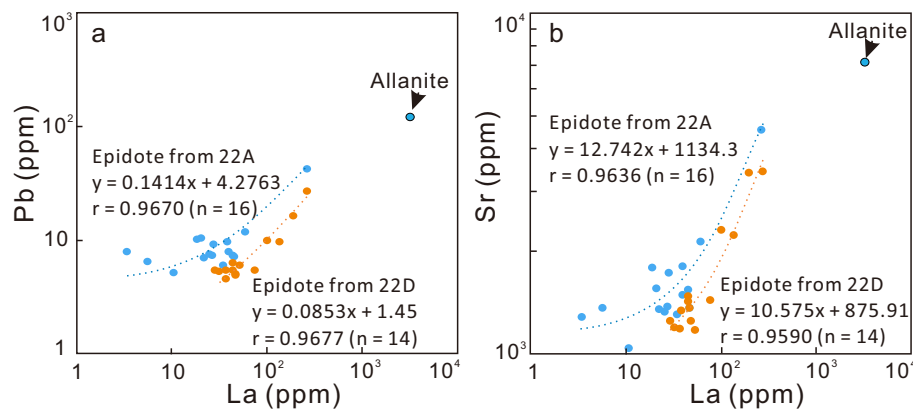 a
Pb (ppm)
10³
10²
10
1
Allanite
Epidote from 22A
y = 0.1414x + 4.2763
r = 0.9670 (n = 16)
Epidote from 22D
y = 0.0853x + 1.45
r = 0.9677 (n = 14)
1
10
10²
10³
10⁴
La (ppm)
b
Sr (ppm)
10⁴
10³
Allanite
Epidote from 22A
y = 12.742x + 1134.3
r = 0.9636 (n = 16)
Epidote from 22D
y = 10.575x + 875.91
r = 0.9590 (n = 14)
1
10
10²
10³
10⁴
La (ppm)